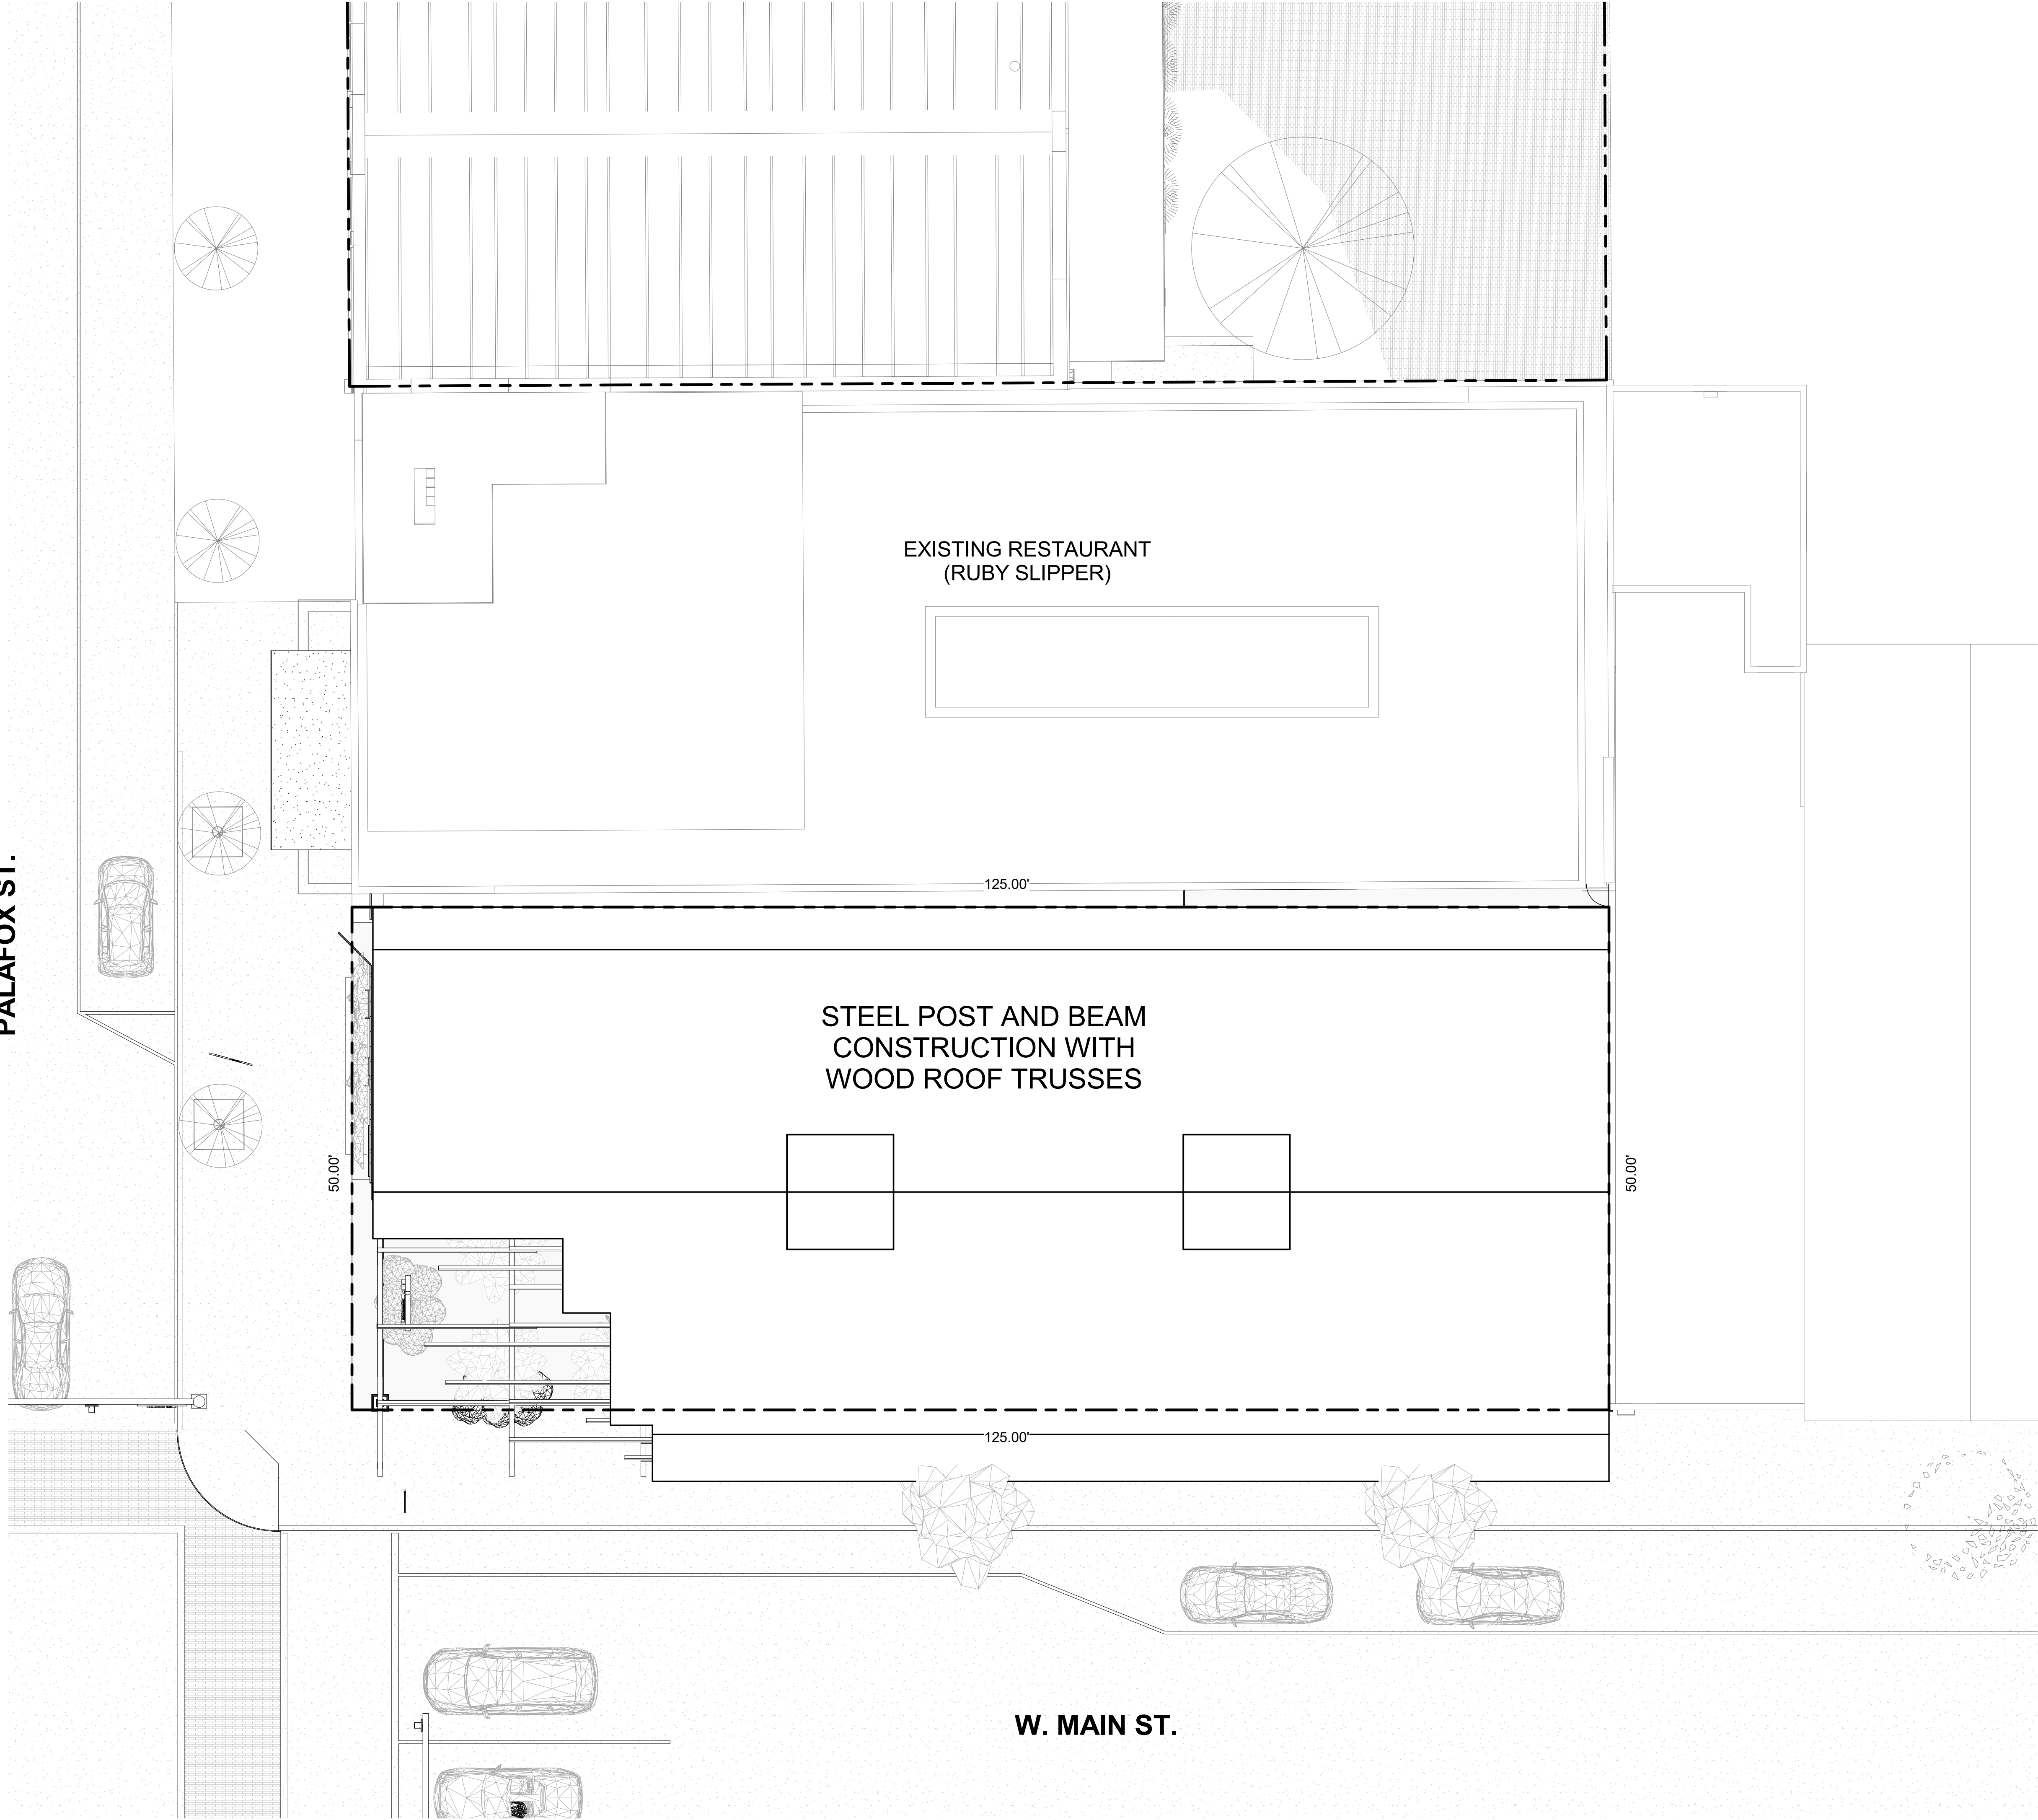 EXISTING RESTAURANT
(RUBY SLIPPER)
PALAFOX ST.
125.00'
STEEL POST AND BEAM
CONSTRUCTION WITH
WOOD ROOF TRUSSES
50.00'
50.00'
125.00'
W. MAIN ST.